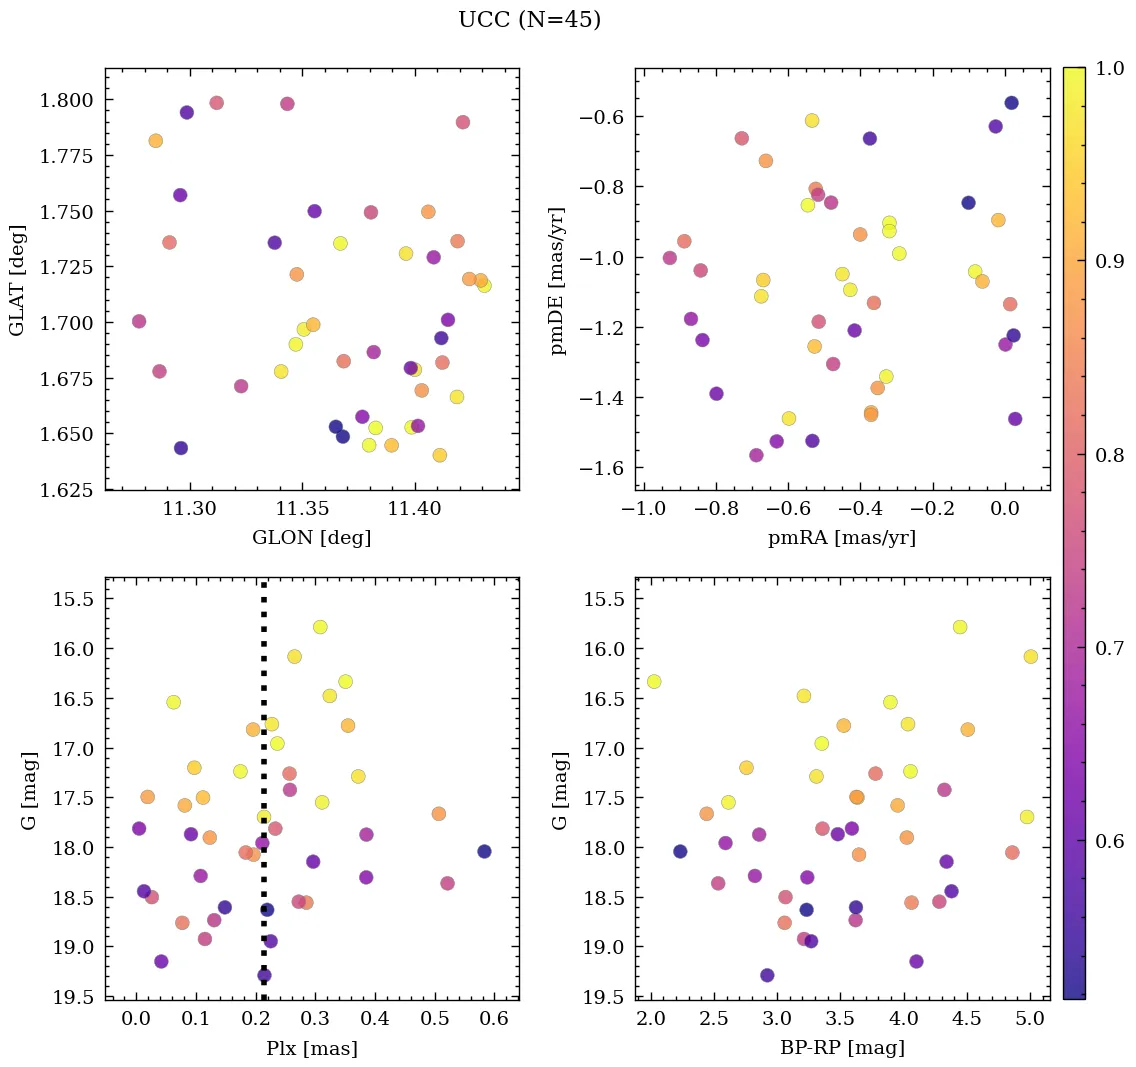 UCC (N=45)
1.800
1.775
1.750
1.725
1.700
1.675
1.650
1.625
GLAT [deg]
11.30 11.35 11.40
GLON [deg]
−0.6
−0.8
−1.0
−1.2
−1.4
−1.6
pmDE [mas/yr]
−1.0 −0.8 −0.6 −0.4 −0.2 0.0
pmRA [mas/yr]
1.0
0.9
0.8
0.7
0.6
15.5
16.0
16.5
17.0
17.5
18.0
18.5
19.0
19.5
G [mag]
0.0 0.1 0.2 0.3 0.4 0.5 0.6
Plx [mas]
15.5
16.0
16.5
17.0
17.5
18.0
18.5
19.0
19.5
G [mag]
2.0 2.5 3.0 3.5 4.0 4.5 5.0
BP-RP [mag]